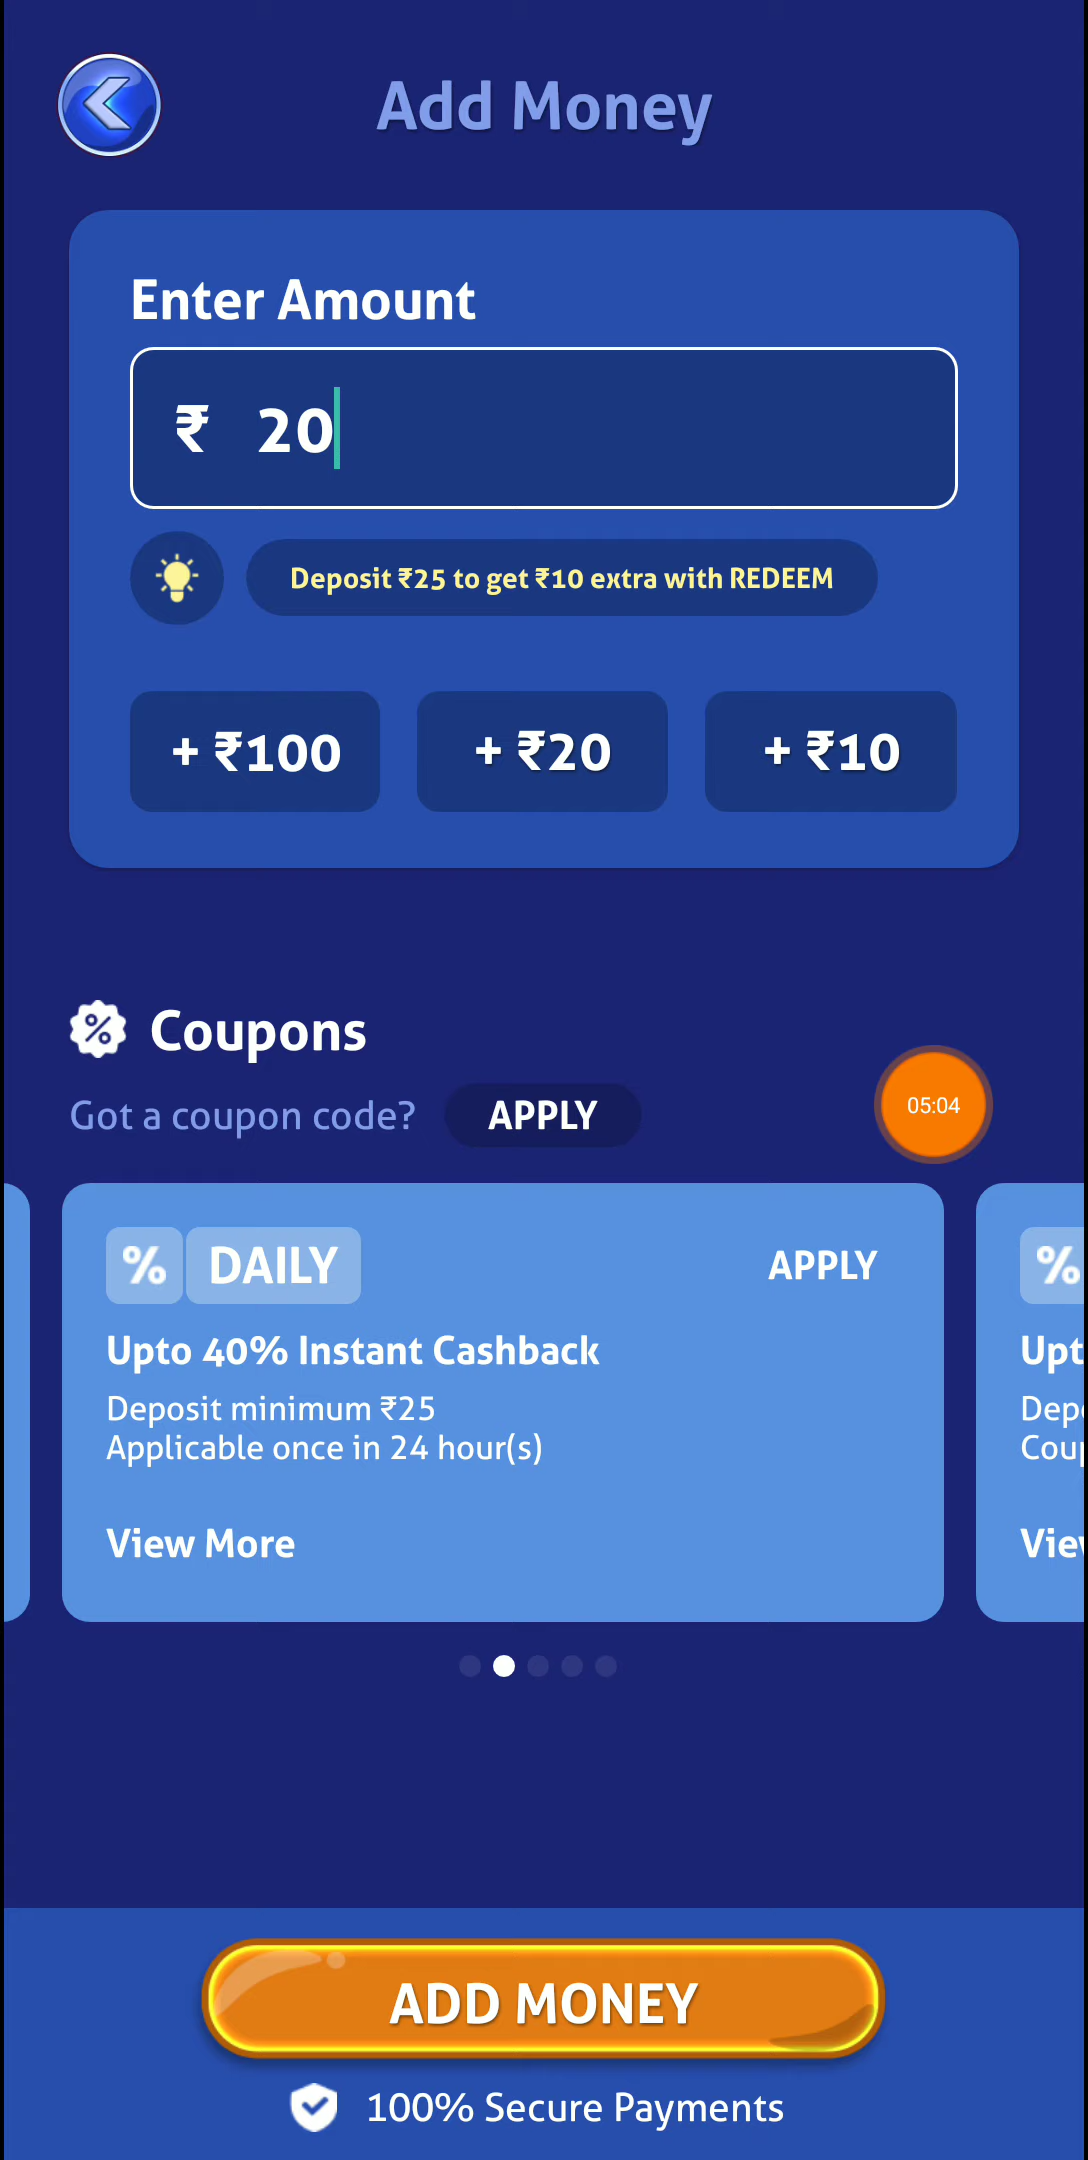 Add Money
Enter Amount
₹ 20
Deposit ₹25 to get ₹10 extra with REDEEM
+ ₹100
+ ₹20
+ ₹10
% Coupons
Got a coupon code? APPLY
05:04
% DAILY APPLY
Upto 40% Instant Cashback
Deposit minimum ₹25
Applicable once in 24 hour(s)
View More
%
ADD MONEY
100% Secure Payments